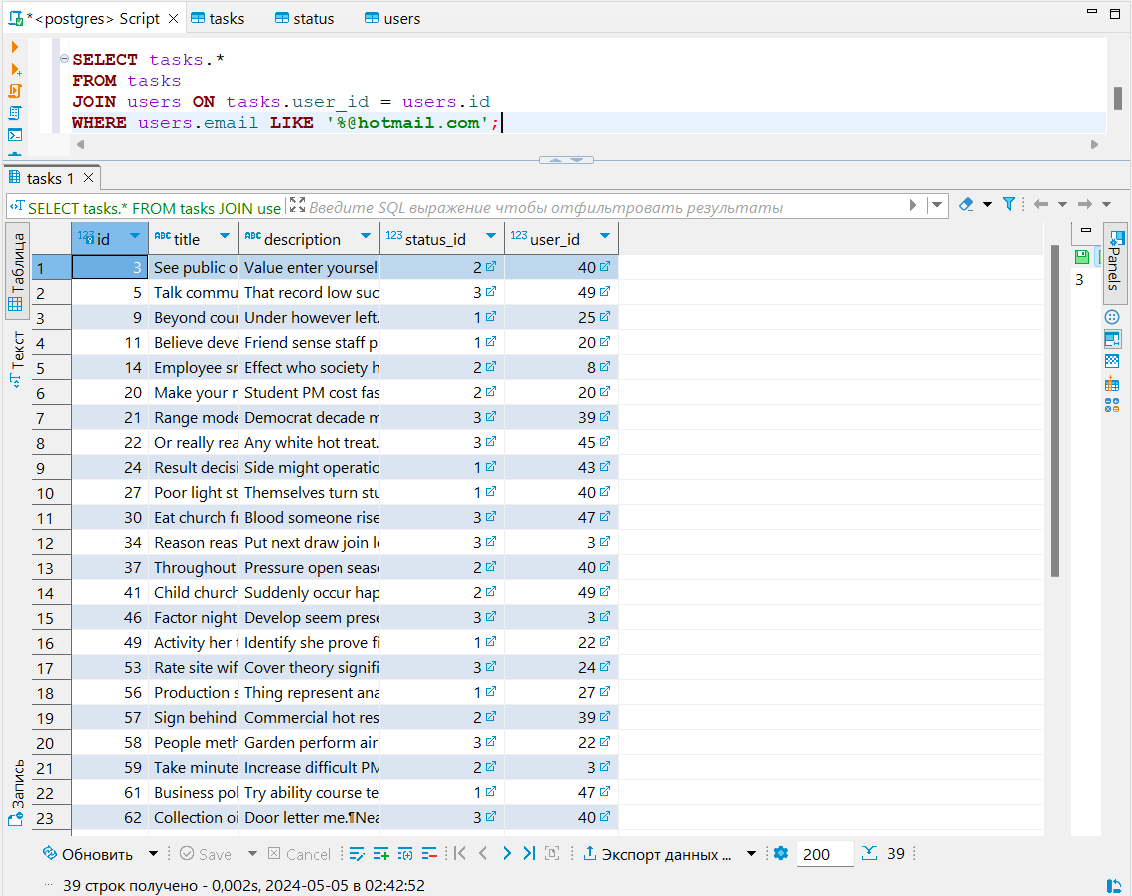 *<postgres> Script tasks status users
SELECT tasks.*
FROM tasks
JOIN users ON tasks.user_id = users.id
WHERE users.email LIKE '%@hotmail.com';
tasks 1
SELECT tasks.* FROM tasks JOIN use Введите SQL выражение чтобы отфильтровать результаты
Таблица
Текст
Запись
Panels
3
123 id ABC title ABC description 123 status_id 123 user_id
1 3 See public o Value enter yoursel 2 40
2 5 Talk commu That record low suc 3 49
3 9 Beyond cour Under however left. 1 25
4 11 Believe deve Friend sense staff p 1 20
5 14 Employee sr Effect who society h 2 8
6 20 Make your r Student PM cost fas 2 20
7 21 Range mode Democrat decade m 3 39
8 22 Or really rea Any white hot treat. 3 45
9 24 Result decisi Side might operatio 1 43
10 27 Poor light st Themselves turn stu 1 40
11 30 Eat church fr Blood someone rise 3 47
12 34 Reason reas Put next draw join l 3 3
13 37 Throughout Pressure open seas 2 40
14 41 Child church Suddenly occur hap 2 49
15 46 Factor night Develop seem prese 3 3
16 49 Activity her t Identify she prove fi 1 22
17 53 Rate site wif Cover theory signifi 3 24
18 56 Production s Thing represent ana 1 27
19 57 Sign behind Commercial hot res 2 39
20 58 People meth Garden perform air 3 22
21 59 Take minute Increase difficult PM 2 3
22 61 Business pol Try ability course te 1 47
23 62 Collection oi Door letter me.¶Nea 3 40
Обновить Save Cancel Экспорт данных ... 200 39
39 строк получено - 0,002s, 2024-05-05 в 02:42:52